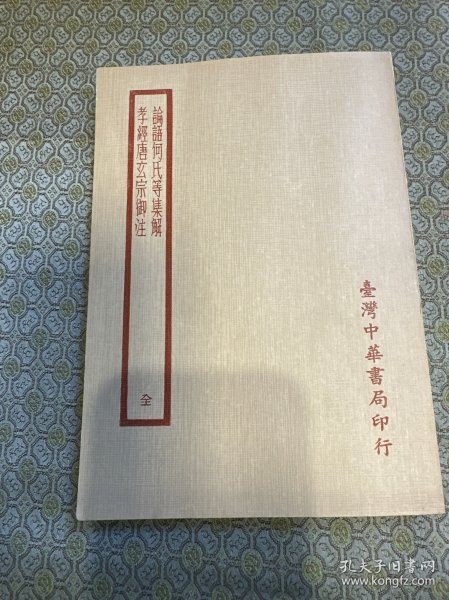 論語何氏等集解
孝經唐玄宗御注
全
臺灣中華書局印行
孔夫子旧书网
www.kongfz.com